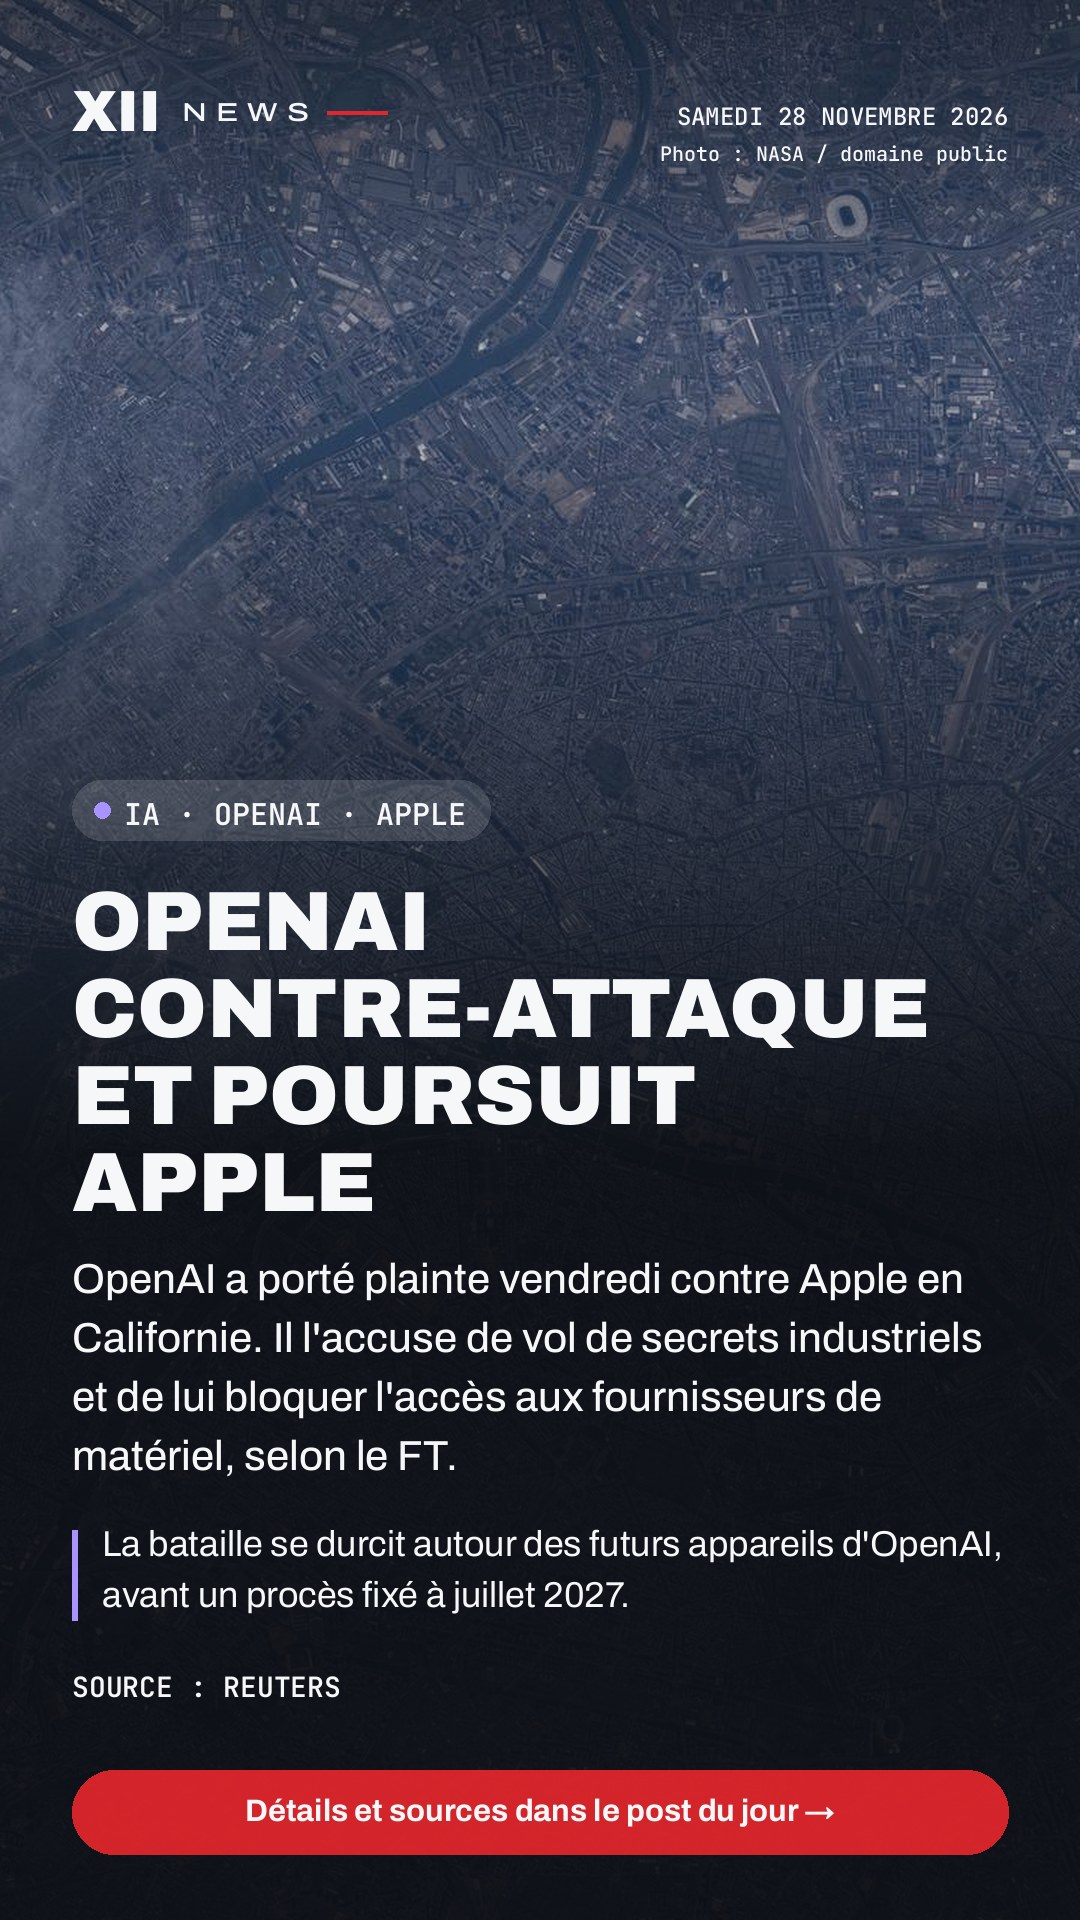 XII NEWS
SAMEDI 28 NOVEMBRE 2026
Photo : NASA / domaine public
IA · OPENAI · APPLE
OPENAI
CONTRE-ATTAQUE
ET POURSUIT
APPLE
OpenAI a porté plainte vendredi contre Apple en
Californie. Il l'accuse de vol de secrets industriels
et de lui bloquer l'accès aux fournisseurs de
matériel, selon le FT.
La bataille se durcit autour des futurs appareils d'OpenAI,
avant un procès fixé à juillet 2027.
SOURCE : REUTERS
Détails et sources dans le post du jour →